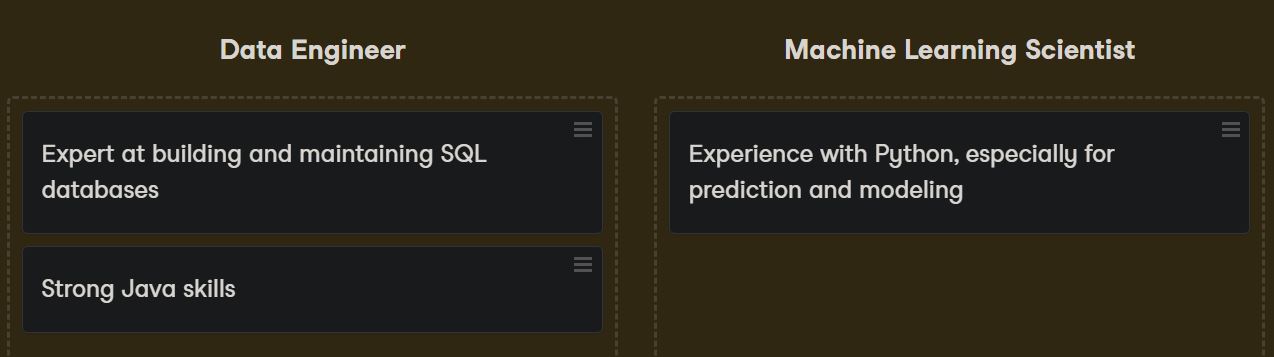 Data Engineer
Machine Learning Scientist
Expert at building and maintaining SQL
databases
Strong Java skills
Experience with Python, especially for
prediction and modeling